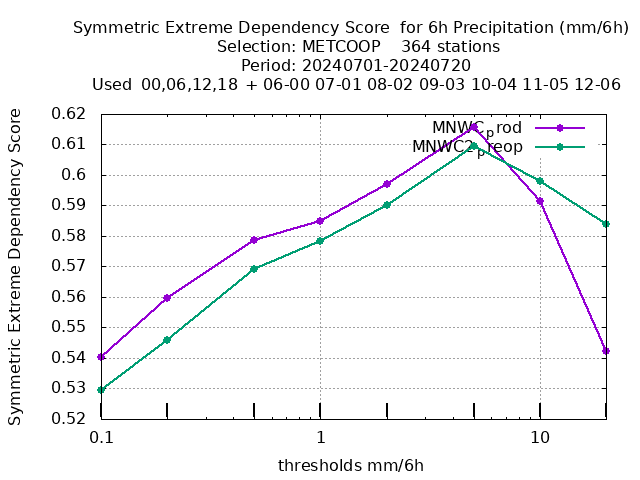 Symmetric Extreme Dependency Score  for 6h Precipitation (mm/6h)
Selection: METCOOP    364 stations
Period: 20240701-20240720
Used  00,06,12,18  + 06-00 07-01 08-02 09-03 10-04 11-05 12-06
Symmetric Extreme Dependency Score
0.62
0.61
0.6
0.59
0.58
0.57
0.56
0.55
0.54
0.53
0.52
MNWC_prod
MNWC2_preop
0.1
1
10
thresholds mm/6h